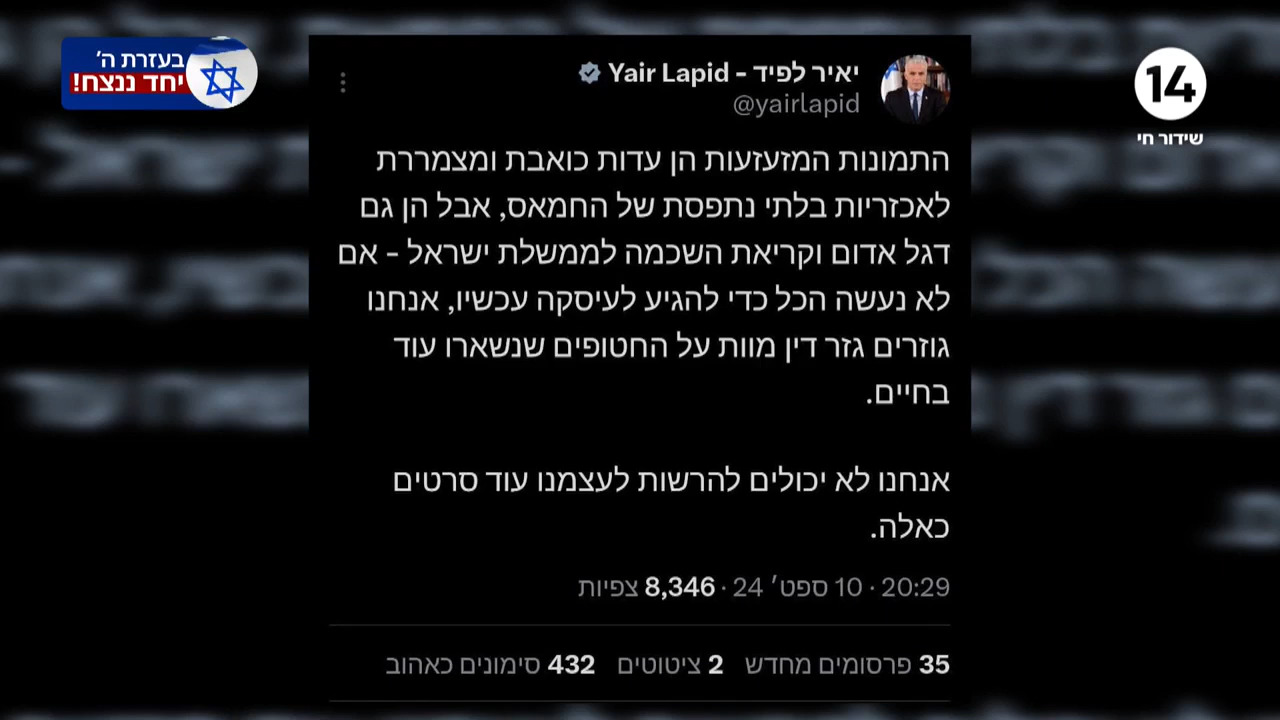 בעזרת ה'
יחד ננצח!
14
שידור חי
יאיר לפיד - Yair Lapid
@yairlapid
התמונות המזעזעות הן עדות כואבת ומצמררת
לאכזריות בלתי נתפסת של החמאס, אבל הן גם
דגל אדום וקריאת השכמה לממשלת ישראל - אם
לא נעשה הכל כדי להגיע לעיסקה עכשיו, אנחנו
גוזרים גזר דין מוות על החטופים שנשארו עוד
בחיים.
אנחנו לא יכולים להרשות לעצמנו עוד סרטים
כאלה.
20:29 · 10 ספט׳ 24 · 8,346 צפיות
35 פרסומים מחדש 2 ציטוטים 432 סימונים כאהוב